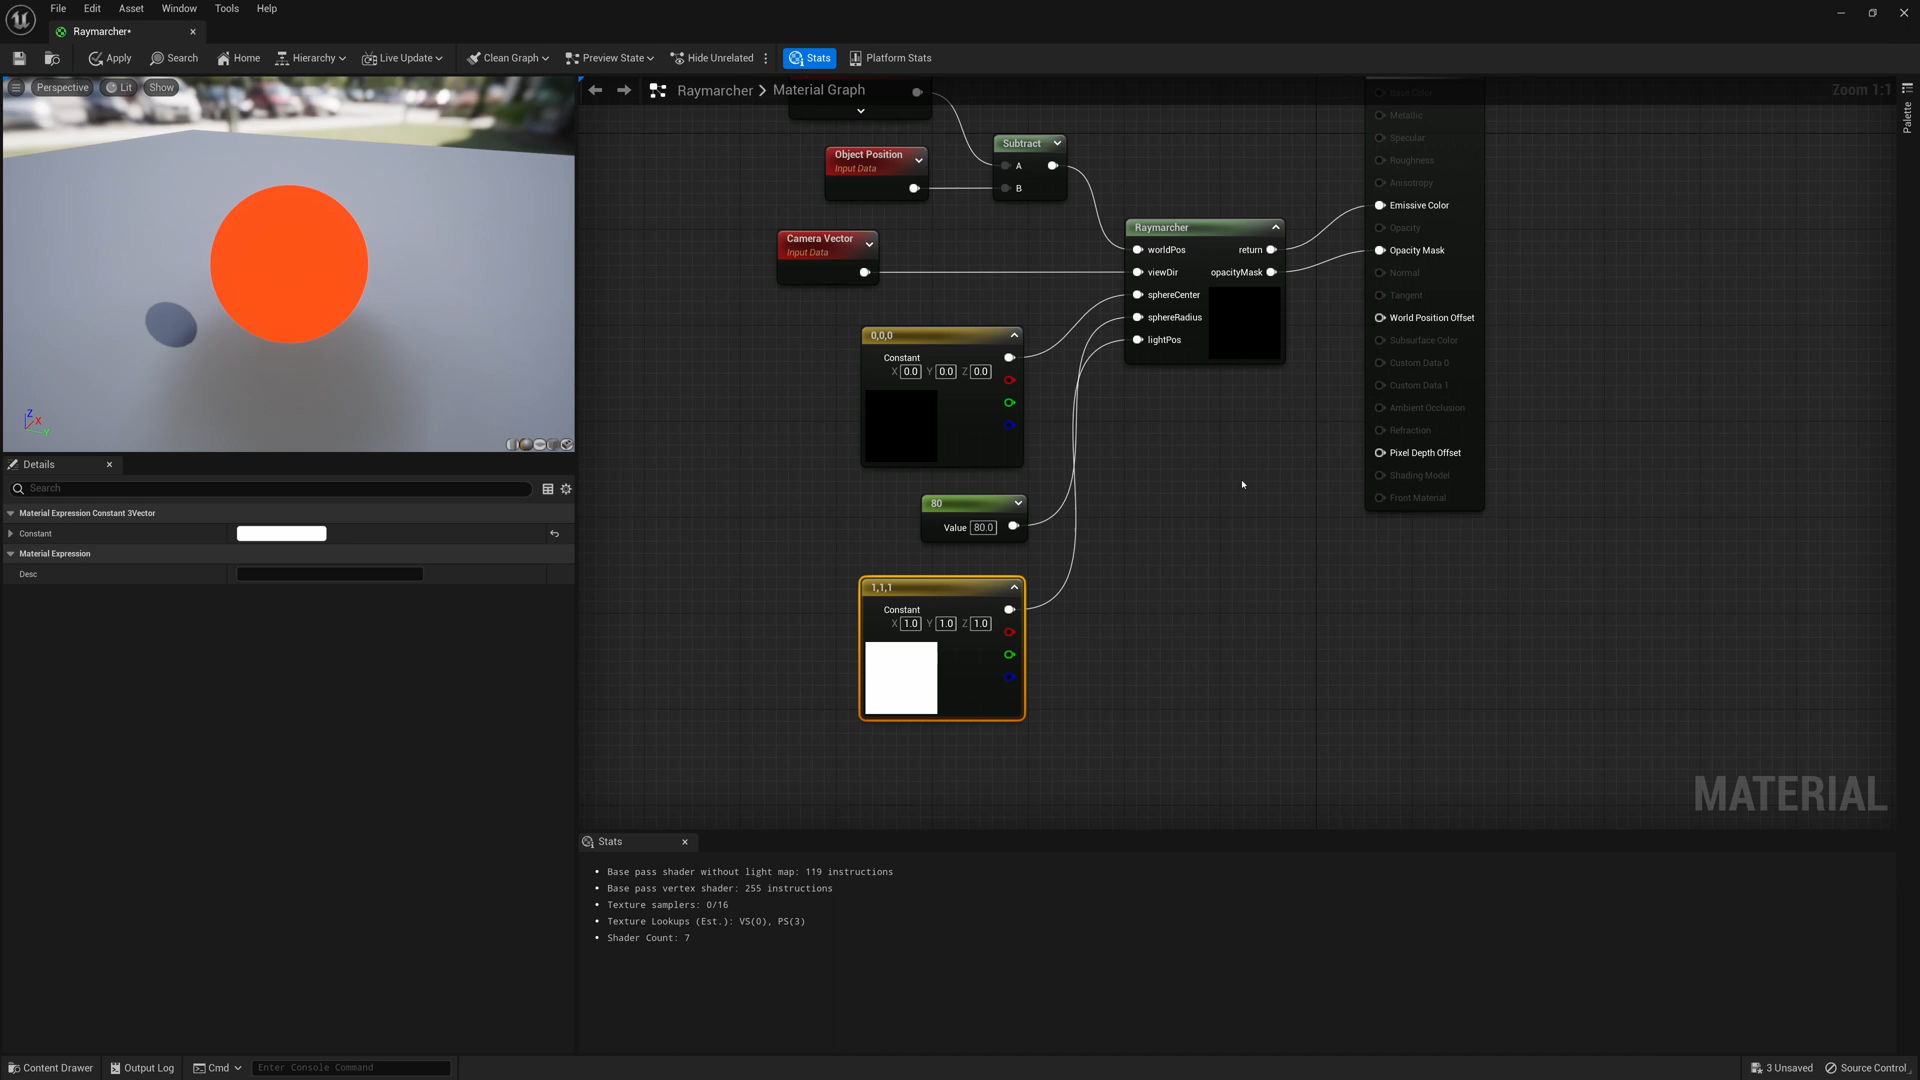 File Edit Asset Window Tools Help
Raymarcher*
Apply Search Home Hierarchy Live Update Clean Graph Preview State Hide Unrelated Stats Platform Stats
Perspective Lit Show
Raymarcher > Material Graph
Zoom 1:1
Palette
Z X Y
Object Position
Input Data
Subtract
A
B
Camera Vector
Input Data
Raymarcher
worldPos return
viewDir opacityMask
sphereCenter
sphereRadius
lightPos
0,0,0
Constant
X 0.0 Y 0.0 Z 0.0
80
Value 80.0
1,1,1
Constant
X 1.0 Y 1.0 Z 1.0
Base Color
Metallic
Specular
Roughness
Anisotropy
Emissive Color
Opacity
Opacity Mask
Normal
Tangent
World Position Offset
Subsurface Color
Custom Data 0
Custom Data 1
Ambient Occlusion
Refraction
Pixel Depth Offset
Shading Model
Front Material
MATERIAL
Details
Search
Material Expression Constant 3Vector
Constant
Material Expression
Desc
Stats
• Base pass shader without light map: 119 instructions
• Base pass vertex shader: 255 instructions
• Texture samplers: 0/16
• Texture Lookups (Est.): VS(0), PS(3)
• Shader Count: 7
Content Drawer Output Log Cmd Enter Console Command 3 Unsaved Source Control